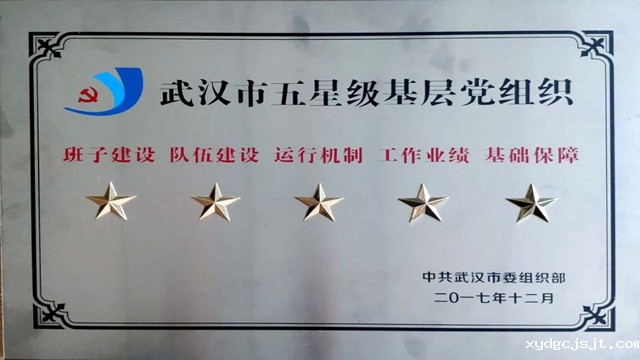 武汉市五星级基层党组织
班子建设 队伍建设 运行机制 工作业绩 基础保障
中共武汉市委组织部
二〇一七年十二月
xydgcjsjt.com